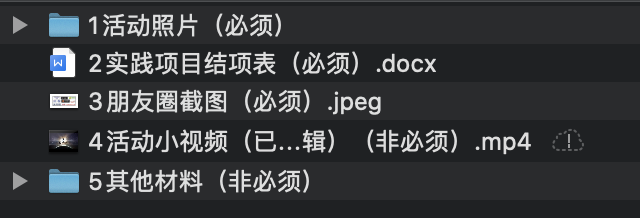 1活动照片（必须）
2实践项目结项表（必须）.docx
3朋友圈截图（必须）.jpeg
4活动小视频（已...辑）（非必须）.mp4
5其他材料（非必须）